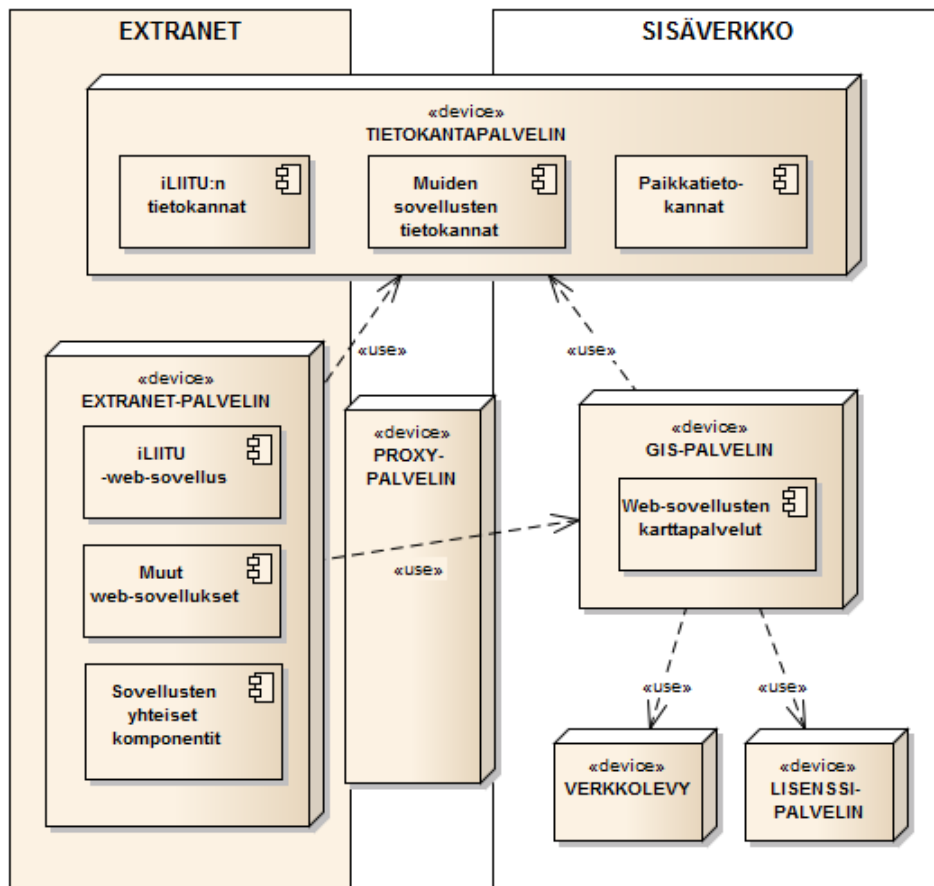 EXTRANET
SISÄVERKKO
«device»
TIETOKANTAPALVELIN
iLIITU:n
tietokannat
Muiden
sovellusten
tietokannat
Paikkatieto-
kannat
«use»
«use»
«device»
EXTRANET-PALVELIN
iLIITU
-web-sovellus
Muut
web-sovellukset
Sovellusten
yhteiset
komponentit
«device»
PROXY-
PALVELIN
«use»
«device»
GIS-PALVELIN
Web-sovellusten
karttapalvelut
«use»
«use»
«device»
VERKKOLEVY
«device»
LISENSSI-
PALVELIN